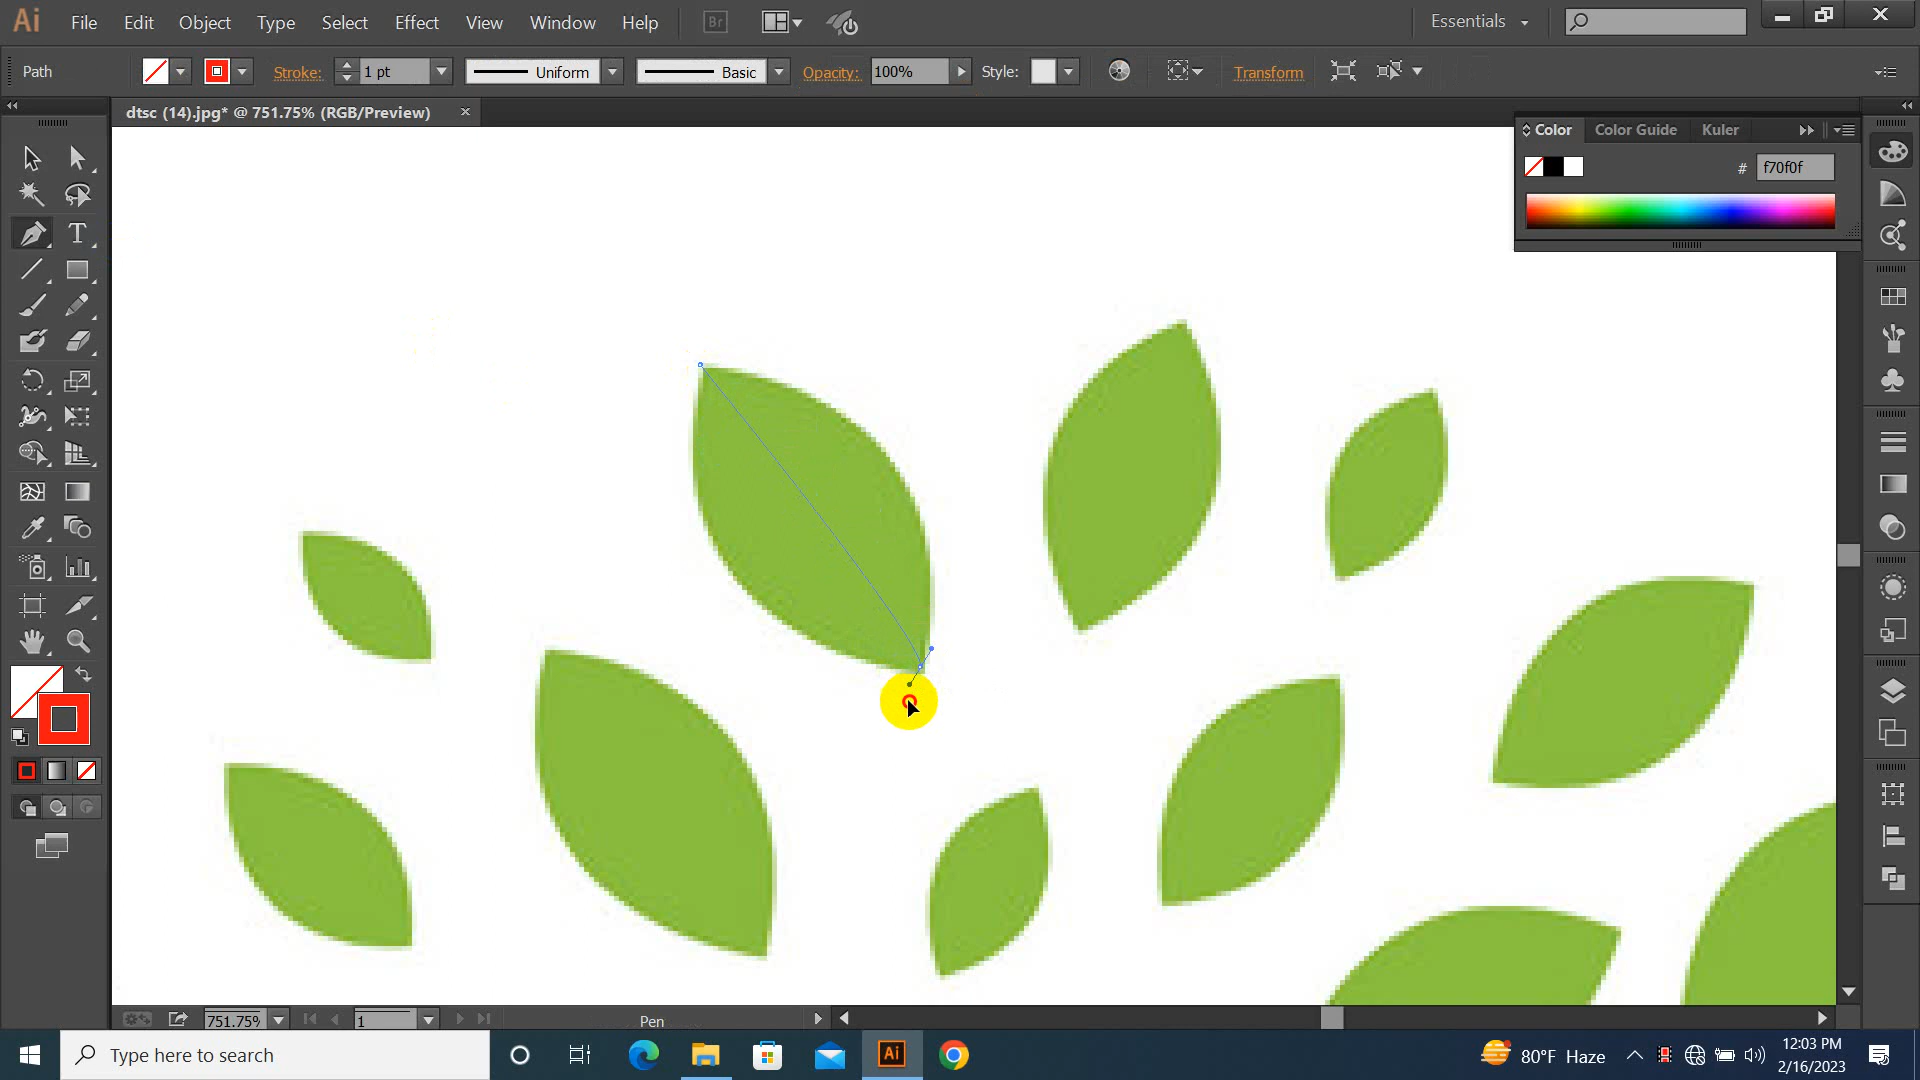 Ai File Edit Object Type Select Effect View Window Help Br Essentials
Path Stroke: 1 pt Uniform Basic Opacity: 100% Style: Transform
dtsc (14).jpg* @ 751.75% (RGB/Preview) ×
Color Color Guide Kuler
# f70f0f
T
751.75% 1 Pen
Type here to search Ai 80°F Haze 12:03 PM
2/16/2023